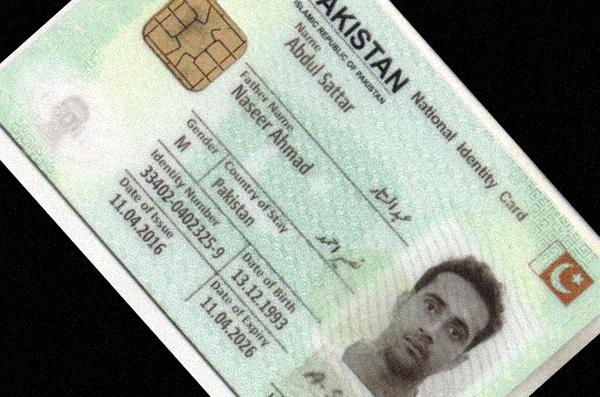 PAKISTAN National Identity Card
ISLAMIC REPUBLIC OF PAKISTAN
Name
Abdul Sattar
عبدالستار
Father Name
Naseer Ahmad
نصیر احمد
Gender
Country of Stay
M
Pakistan
Identity Number
Date of Birth
33402-0402325-9
13.12.1993
Date of Issue
Date of Expiry
11.04.2016
11.04.2026